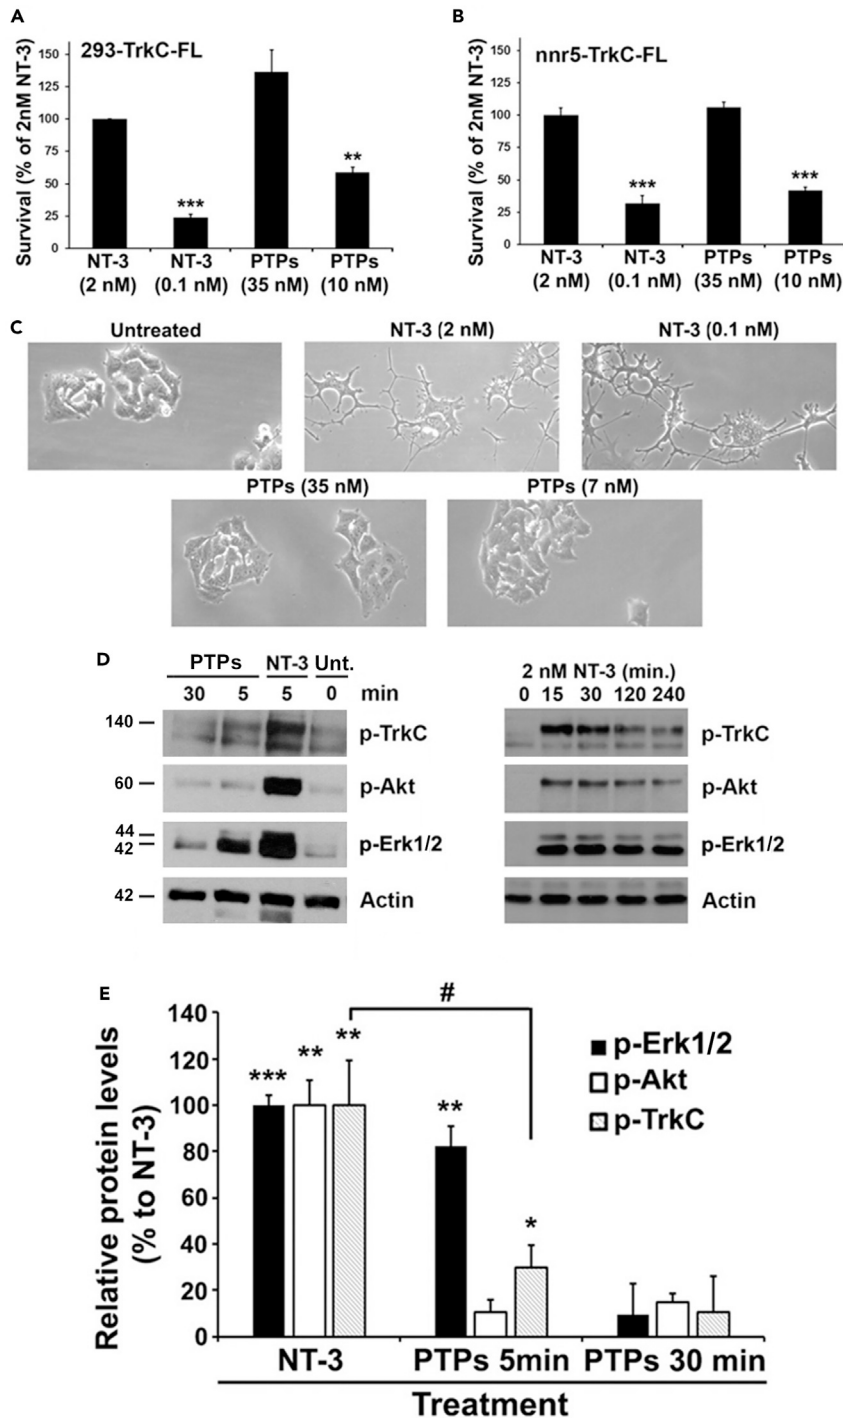 A
293-TrkC-FL
Survival (% of 2nM NT-3)
150
125
100
75
50
25
0
***
**
NT-3 NT-3 PTPs PTPs
(2 nM) (0.1 nM) (35 nM) (10 nM)
B
nnr5-TrkC-FL
Survival (% of 2nM NT-3)
150
125
100
75
50
25
0
***
***
NT-3 NT-3 PTPs PTPs
(2 nM) (0.1 nM) (35 nM) (10 nM)
C
Untreated NT-3 (2 nM) NT-3 (0.1 nM)
PTPs (35 nM) PTPs (7 nM)
D
PTPs NT-3 Unt.
30 5 5 0 min
140 p-TrkC
60 p-Akt
44
42 p-Erk1/2
42 Actin
2 nM NT-3 (min.)
0 15 30 120 240
p-TrkC
p-Akt
p-Erk1/2
Actin
E
Relative protein levels
(% to NT-3)
140
120
100
80
60
40
20
0
#
*** ** **
** *
p-Erk1/2
p-Akt
p-TrkC
NT-3 PTPs 5min PTPs 30 min
Treatment